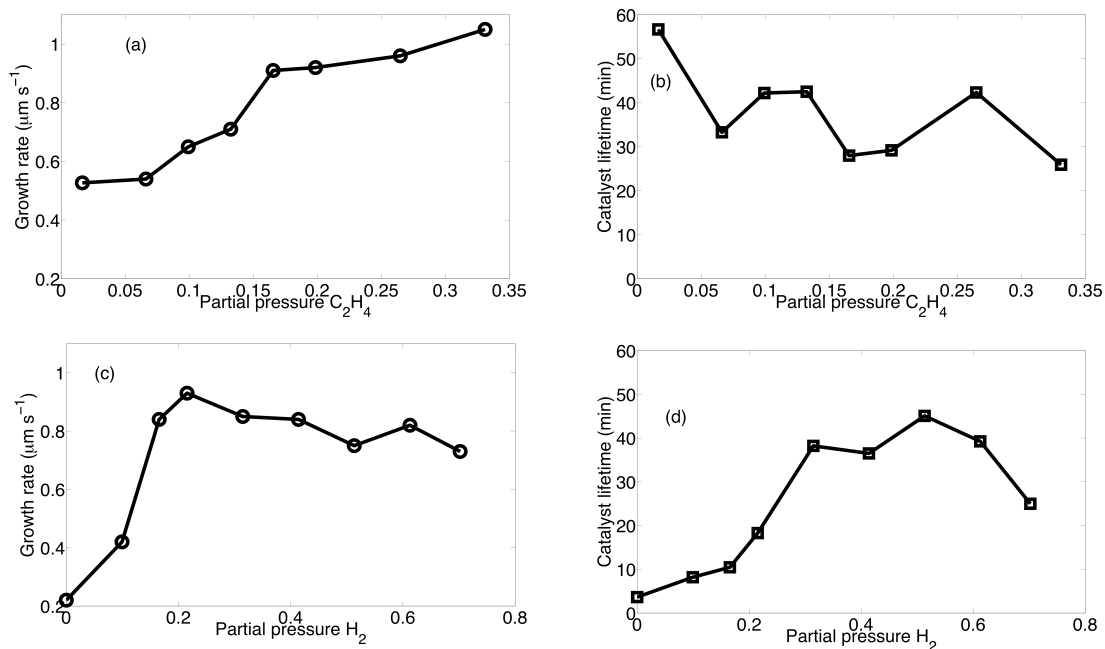 (a)
Growth rate (μm s⁻¹)
1
0.8
0.6
0.4
0.2
0 0.05 0.1 0.15 0.2 0.25 0.3 0.35
Partial pressure C₂H₄
(b)
Catalyst lifetime (min)
60
50
40
30
20
10
0
0 0.05 0.1 0.15 0.2 0.25 0.3 0.35
Partial pressure C₂H₄
(c)
Growth rate (μm s⁻¹)
1
0.8
0.6
0.4
0.2
0 0.2 0.4 0.6 0.8
Partial pressure H₂
(d)
Catalyst lifetime (min)
60
50
40
30
20
10
0
0 0.2 0.4 0.6 0.8
Partial pressure H₂